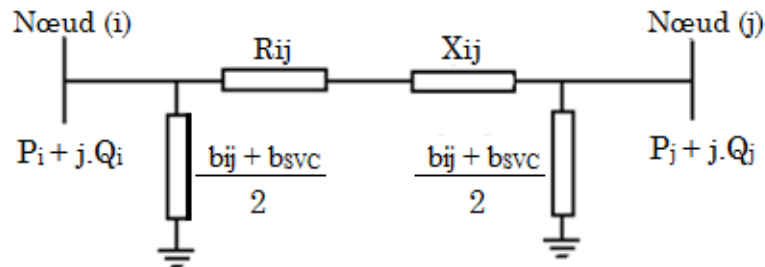 Nœud (i)
Nœud (j)
Rij
Xij
Pi + j.Qi
bij + bSVC
2
bij + bSVC
2
Pj + j.Qj